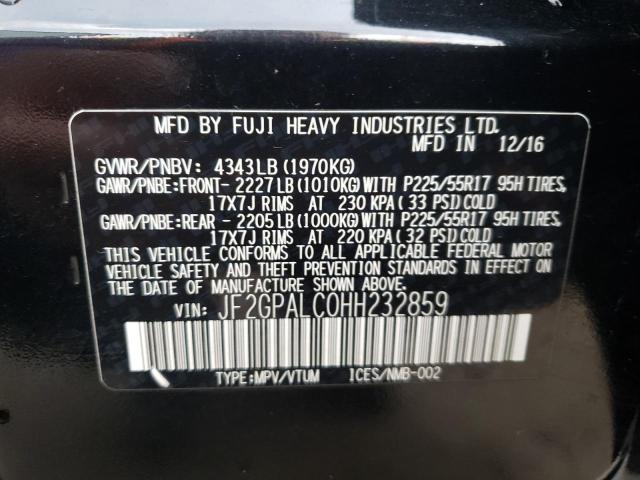 MFD BY FUJI HEAVY INDUSTRIES LTD.
MFD IN 12/16
GVWR/PNBV: 4343LB (1970KG)
GAWR/PNBE:FRONT- 2227LB (1010KG) WITH P225/55R17 95H TIRES,
17X7J RIMS AT 230 KPA ( 33 PSI) COLD
GAWR/PNBE:REAR - 2205LB (1000KG) WITH P225/55R17 95H TIRES,
17X7J RIMS AT 220 KPA ( 32 PSI) COLD
THIS VEHICLE CONFORMS TO ALL APPLICABLE FEDERAL MOTOR
VEHICLE SAFETY AND THEFT PREVENTION STANDARDS IN EFFECT ON
THE DATE OF MANUFACTURE SHOWN ABOVE.
VIN: JF2GPALC0HH232859
TYPE:MPV/VTUM ICES/NMB-002